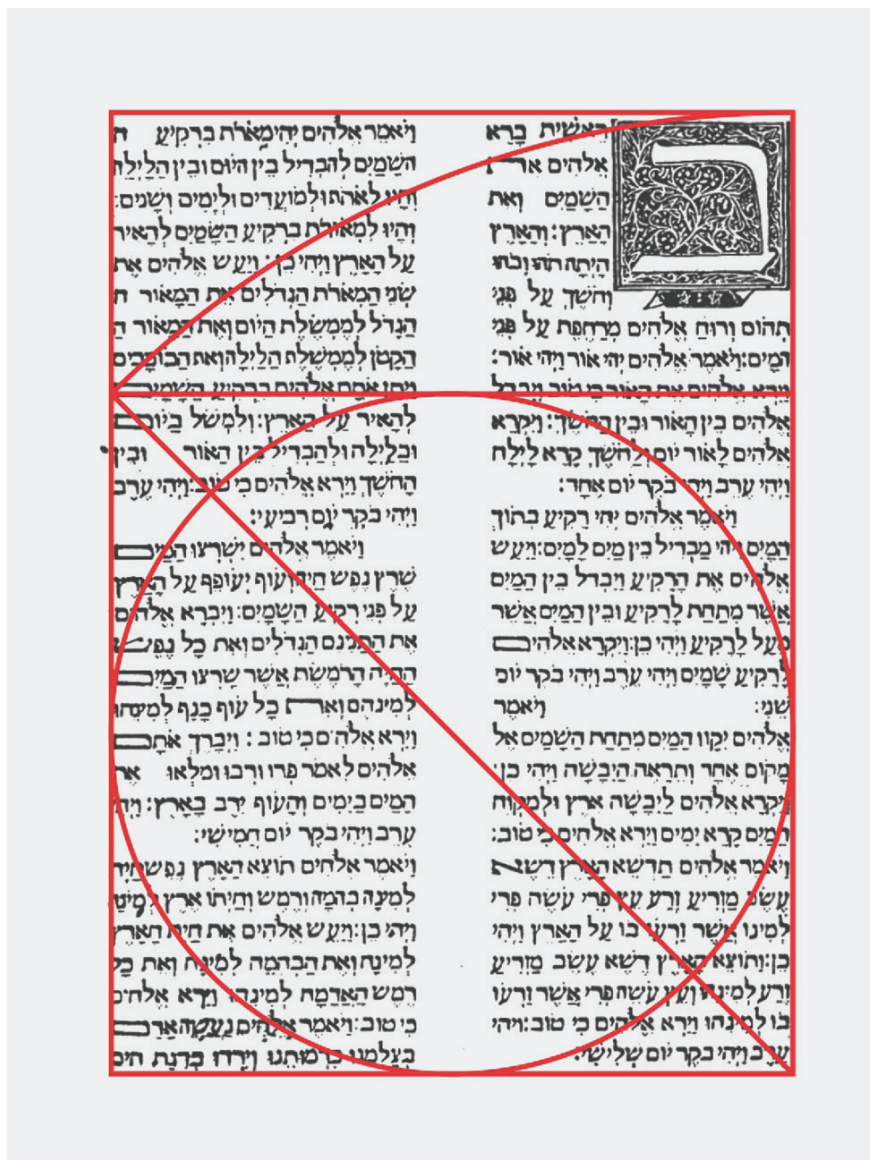 ב
ראשית ברא
אלהים את
השמים ואת
הארץ: והארץ
היתה תהו ובהו
וחשך על פני
תהום ורוח אלהים מרחפת על פני
המים: ויאמר אלהים יהי אור ויהי אור:
וירא אלהים את האור כי טוב ויבדל
אלהים בין האור ובין החשך: ויקרא
אלהים לאור יום ולחשך קרא לילה
ויהי ערב ויהי בקר יום אחד:
ויאמר אלהים יהי רקיע בתוך
המים ויהי מבדיל בין מים למים: ויעש
אלהים את הרקיע ויבדל בין המים
אשר מתחת לרקיע ובין המים אשר
מעל לרקיע ויהי כן: ויקרא אלהים
לרקיע שמים ויהי ערב ויהי בקר יום
שני: ויאמר
אלהים יקוו המים מתחת השמים אל
מקום אחד ותראה היבשה ויהי כן:
ויקרא אלהים ליבשה ארץ ולמקוה
המים קרא ימים וירא אלהים כי טוב:
ויאמר אלהים תדשא הארץ דשא
עשב מזריע זרע עץ פרי עשה פרי
למינו אשר זרעו בו על הארץ ויהי
כן: ותוצא הארץ דשא עשב מזריע
זרע למינהו ועץ עשה פרי אשר זרעו
בו למינהו וירא אלהים כי טוב: ויהי
ערב ויהי בקר יום שלישי:
ויאמר אלהים יהי מארת ברקיע ה
השמים להבדיל בין היום ובין הלילה
והיו לאתת ולמועדים ולימים ושנים:
והיו למאורת ברקיע השמים להאיר
על הארץ ויהי כן: ויעש אלהים את
שני המארת הגדלים את המאור ה
הגדל לממשלת היום ואת המאור ה
הקטן לממשלת הלילה ואת הכוכבים
ויתן אתם אלהים ברקיע השמים
להאיר על הארץ: ולמשל ביום
ובלילה ולהבדיל בין האור ובין
החשך וירא אלהים כי טוב: ויהי ערב
ויהי בקר יום רביעי:
ויאמר אלהים ישרצו המים
שרץ נפש חיה ועוף יעופף על הארץ
על פני רקיע השמים: ויברא אלהים
את התנינם הגדלים ואת כל נפש
החיה הרמשת אשר שרצו המים
למינהם ואת כל עוף כנף למינהו
וירא אלהים כי טוב: ויברך אתם
אלהים לאמר פרו ורבו ומלאו את
המים בימים והעוף ירב בארץ: ויהי
ערב ויהי בקר יום חמישי:
ויאמר אלהים תוצא הארץ נפש חיה
למינה בהמה ורמש וחיתו ארץ למינה
ויהי כן: ויעש אלהים את חית הארץ
למינה ואת הבהמה למינה ואת כל
רמש האדמה למינהו וירא אלהים
כי טוב: ויאמר אלהים נעשה אדם
בצלמנו כדמותנו וירדו בדגת הים